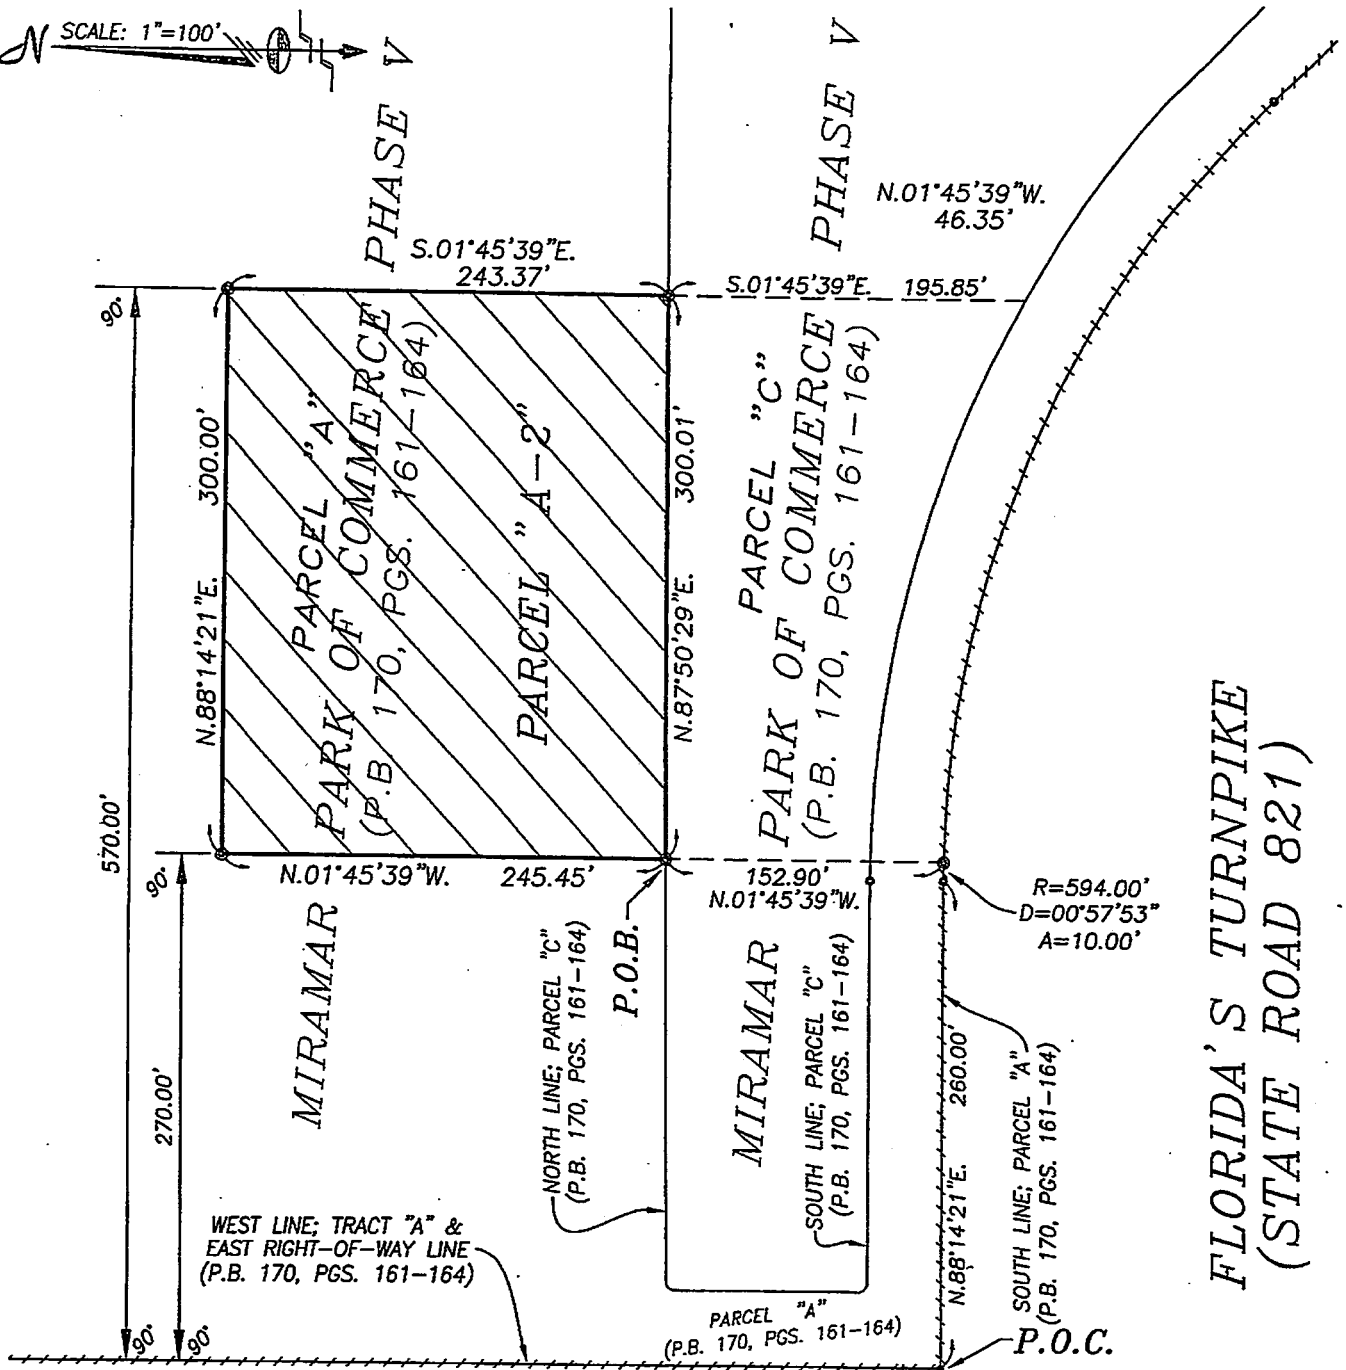 N
SCALE: 1"=100'
MIRAMAR PARK OF COMMERCE PHASE V
(P.B 170, PGS. 161-164)
PARCEL "A"
PARCEL "A-2"
S.01°45'39"E.
243.37'
N.88°14'21"E. 300.00'
N.87°50'29"E. 300.01'
N.01°45'39"W. 245.45'
S.01°45'39"E. 195.85'
N.01°45'39"W.
46.35'
MIRAMAR PARK OF COMMERCE PHASE V
(P.B. 170, PGS. 161-164)
PARCEL "C"
152.90'
N.01°45'39"W.
R=594.00'
D=00°57'53"
A=10.00'
90°
570.00'
90°
270.00'
90°
90°
P.O.B.
NORTH LINE; PARCEL "C"
(P.B. 170, PGS. 161-164)
SOUTH LINE; PARCEL "C"
(P.B. 170, PGS. 161-164)
N.88°14'21"E. 260.00'
SOUTH LINE; PARCEL "A"
(P.B. 170, PGS. 161-164)
WEST LINE; TRACT "A" &
EAST RIGHT-OF-WAY LINE
(P.B. 170, PGS. 161-164)
PARCEL "A"
(P.B. 170, PGS. 161-164)
P.O.C.
FLORIDA'S TURNPIKE
(STATE ROAD 821)